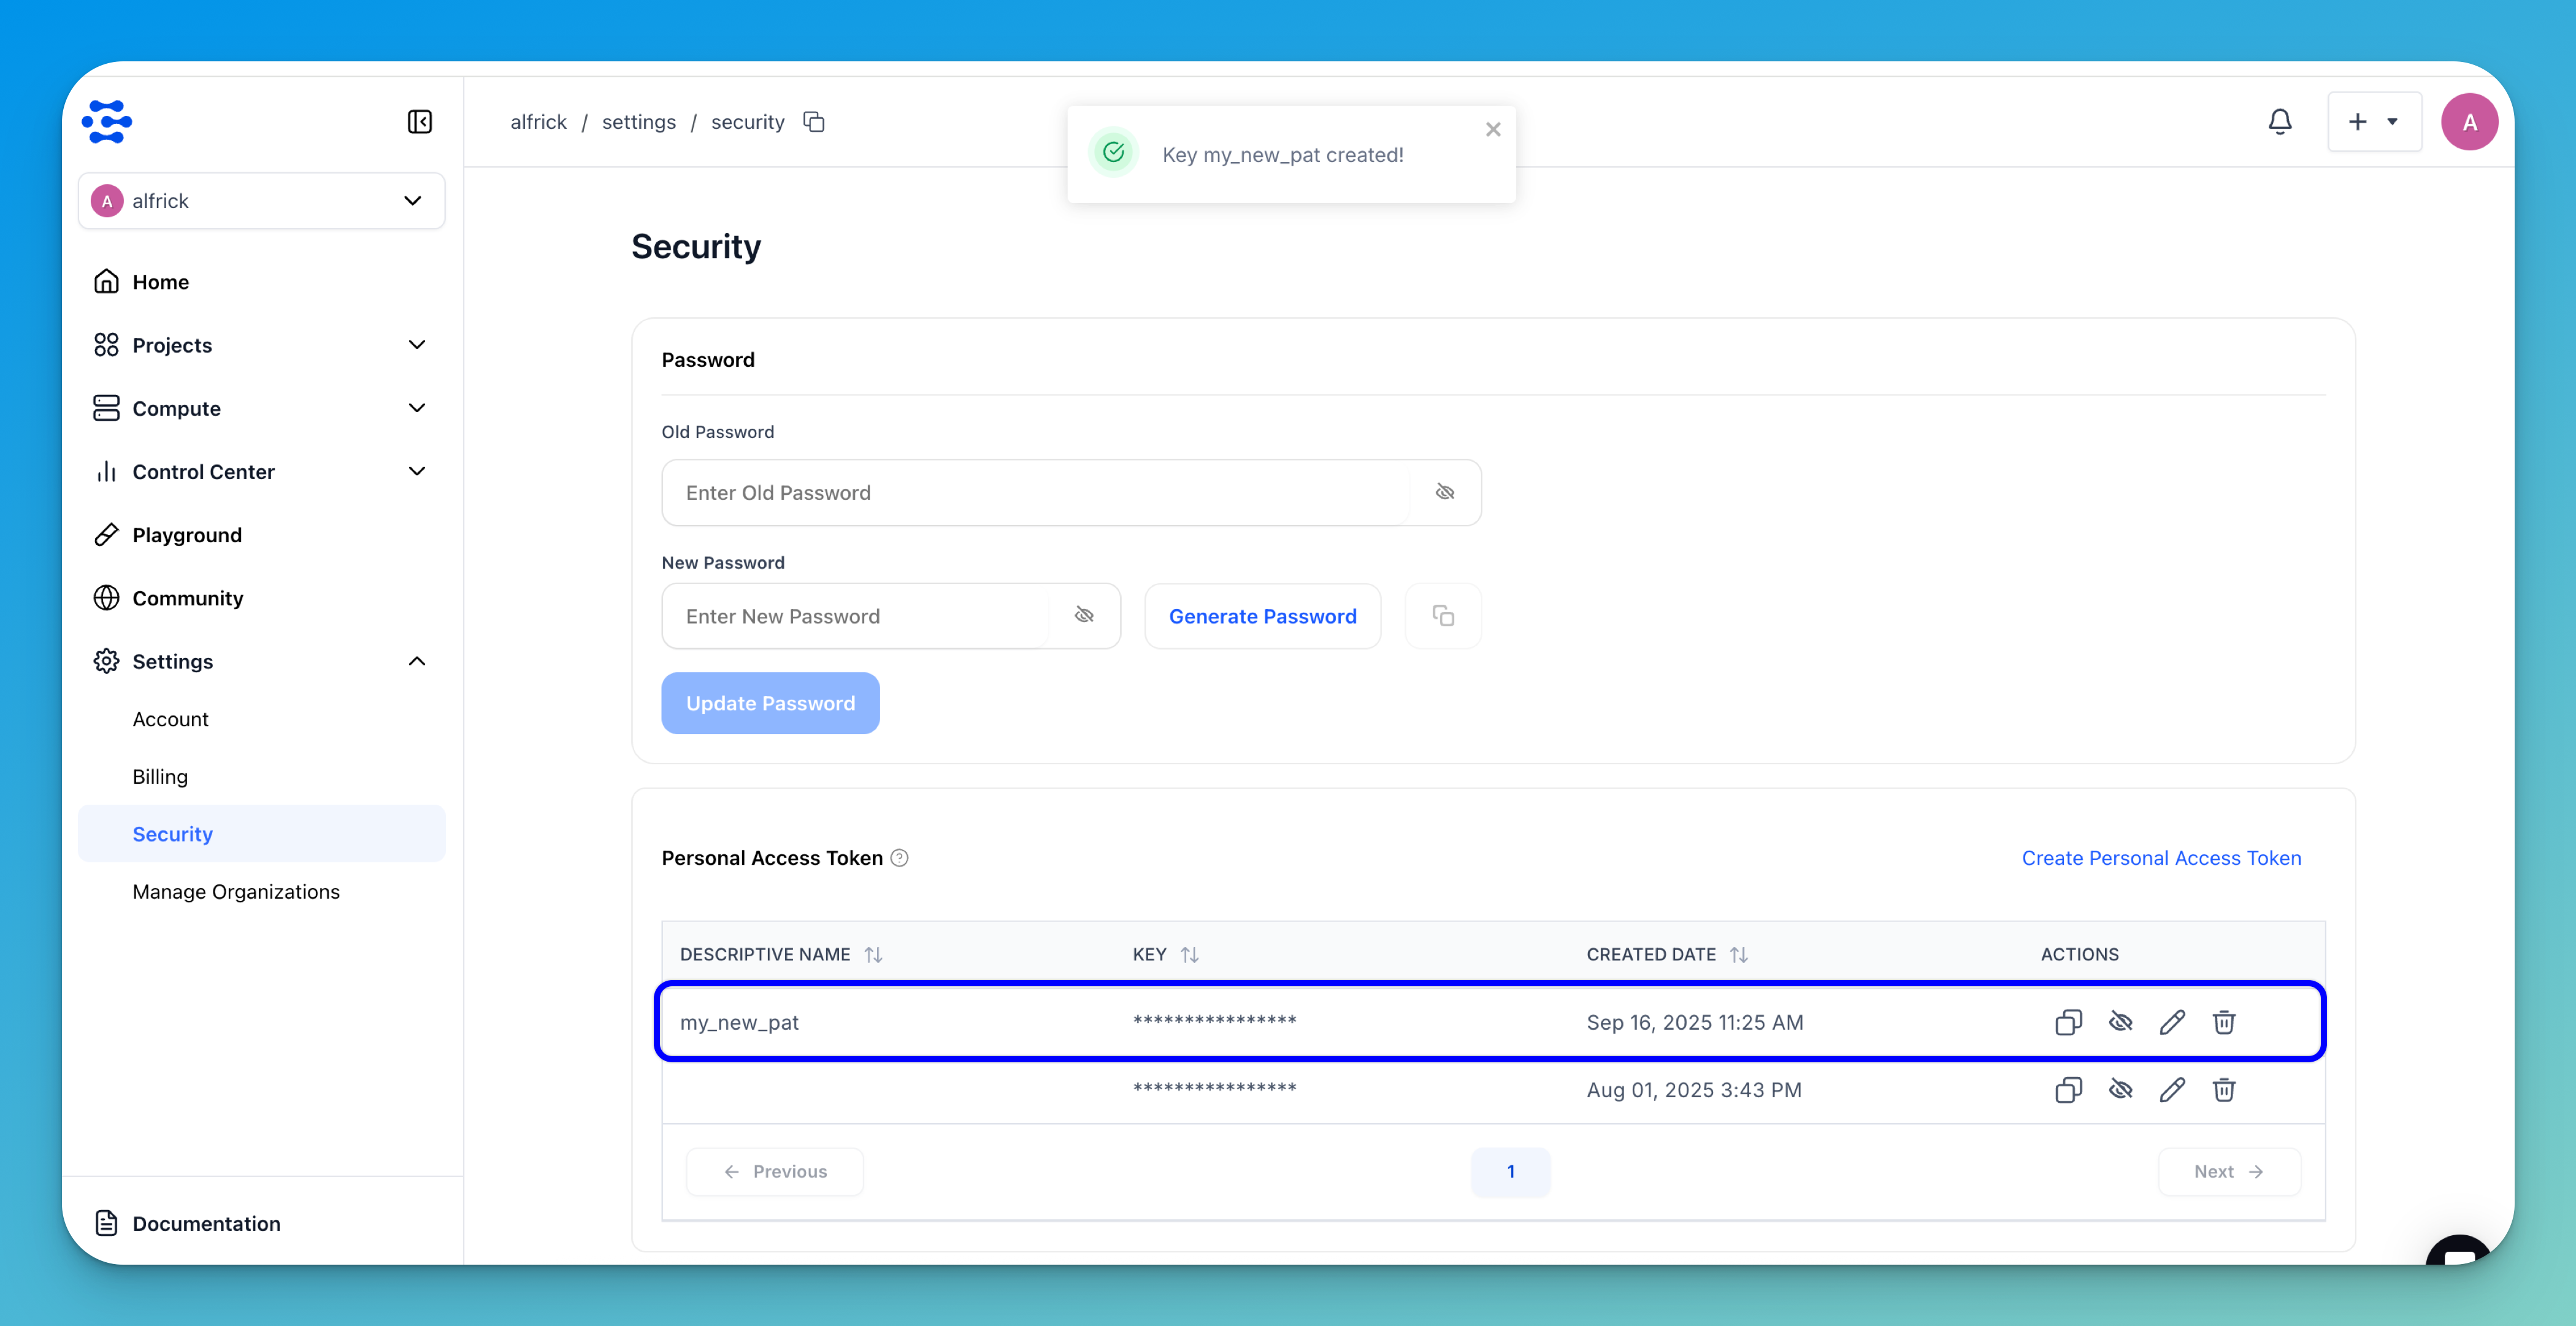 alfrick / settings / security
Key my_new_pat created!
A
A alfrick
Home
Projects
Compute
Control Center
Playground
Community
Settings
Account
Billing
Security
Manage Organizations
Documentation
Security
Password
Old Password
Enter Old Password
New Password
Enter New Password
Generate Password
Update Password
Personal Access Token ?
Create Personal Access Token
DESCRIPTIVE NAME KEY CREATED DATE ACTIONS
my_new_pat **************** Sep 16, 2025 11:25 AM
**************** Aug 01, 2025 3:43 PM
← Previous 1 Next →